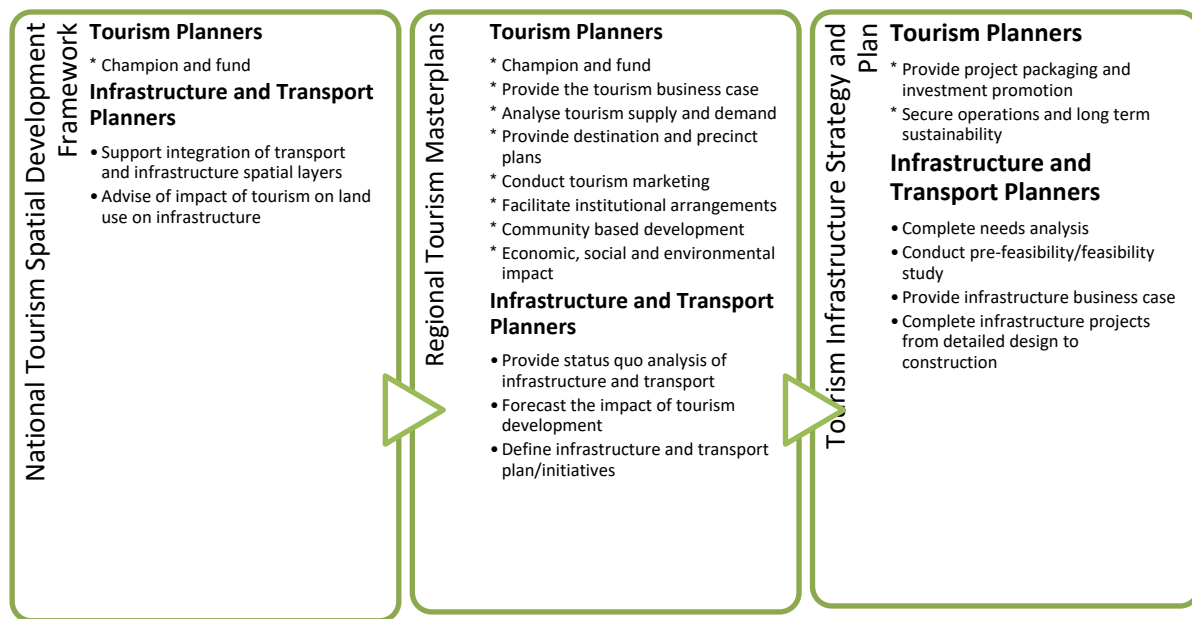 National Tourism Spatial Development
Framework
Tourism Planners
* Champion and fund
Infrastructure and Transport
Planners
• Support integration of transport
and infrastructure spatial layers
• Advise of impact of tourism on land
use on infrastructure
Regional Tourism Masterplans
Tourism Planners
* Champion and fund
* Provide the tourism business case
* Analyse tourism supply and demand
* Provinde destination and precinct
plans
* Conduct tourism marketing
* Facilitate institutional arrangements
* Community based development
* Economic, social and environmental
impact
Infrastructure and Transport
Planners
• Provide status quo analysis of
infrastructure and transport
• Forecast the impact of tourism
development
• Define infrastructure and transport
plan/initiatives
Tourism Infrastructure Strategy and
Plan
Tourism Planners
* Provide project packaging and
investment promotion
* Secure operations and long term
sustainability
Infrastructure and
Transport Planners
• Complete needs analysis
• Conduct pre-feasibility/feasibility
study
• Provide infrastructure business case
• Complete infrastructure projects
from detailed design to
construction